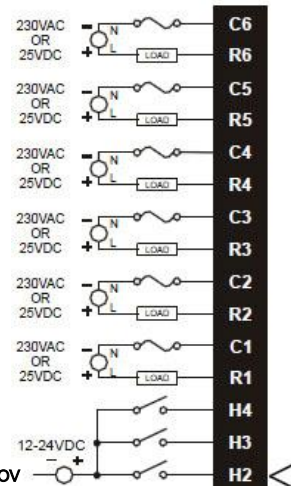 230VAC
OR
25VDC
- N
+ L
LOAD
C6
R6
230VAC
OR
25VDC
- N
+ L
LOAD
C5
R5
230VAC
OR
25VDC
- N
+ L
LOAD
C4
R4
230VAC
OR
25VDC
- N
+ L
LOAD
C3
R3
230VAC
OR
25VDC
- N
+ L
LOAD
C2
R2
230VAC
OR
25VDC
- N
+ L
LOAD
C1
R1
H4
H3
12-24VDC
- +
0V
H2